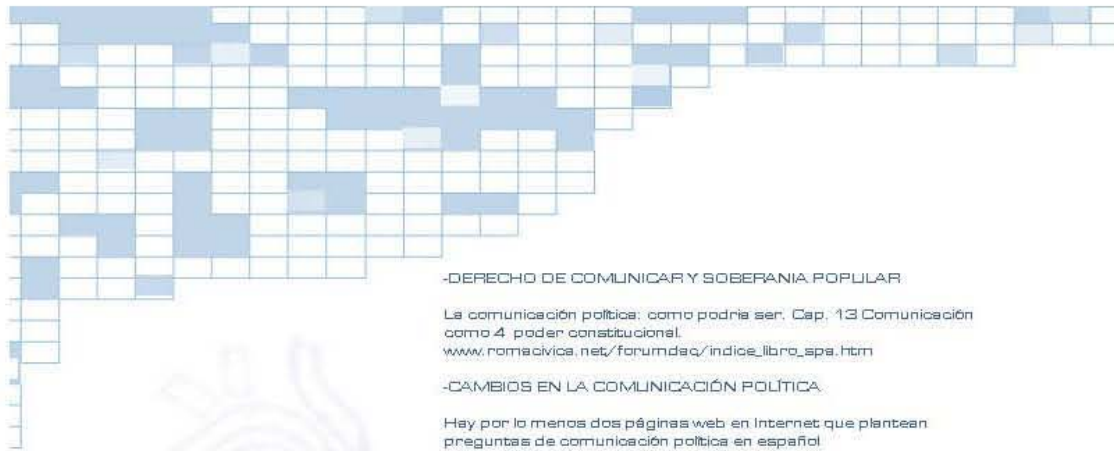 -DERECHO DE COMUNICAR Y SOBERANIA POPULAR
La comunicación política: como podria ser. Cap. 13 Comunicación
como 4 poder constitucional.
www.romacivica.net/forumdac/indice_libro_spa.htm
-CAMBIOS EN LA COMUNICACIÓN POLÍTICA
Hay por lo menos dos páginas web en Internet que plantean
preguntas de comunicación política en español